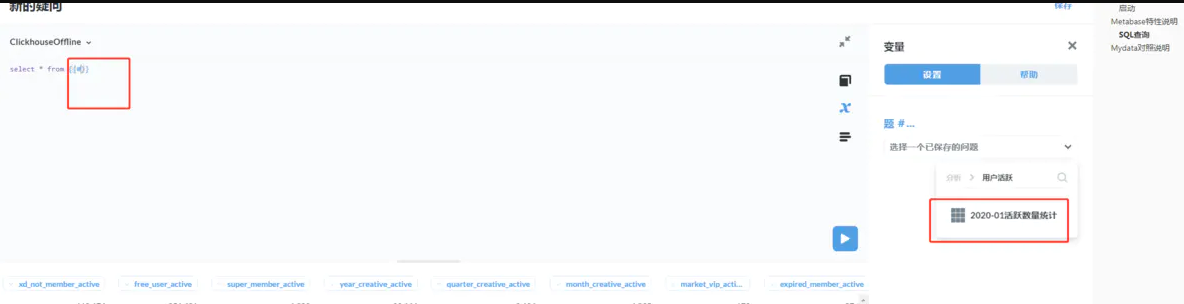 新的疑问
保存
启动
Metabase特性说明
SQL查询
Mydata对照说明
ClickhouseOffline
select * from {{#}}
变量
设置
帮助
题 #...
选择一个已保存的问题
分析 > 用户活跃
2020-01活跃数量统计
xd_not_member_active
free_user_active
super_member_active
year_creative_active
quarter_creative_active
month_creative_active
market_vip_acti...
expired_member_active